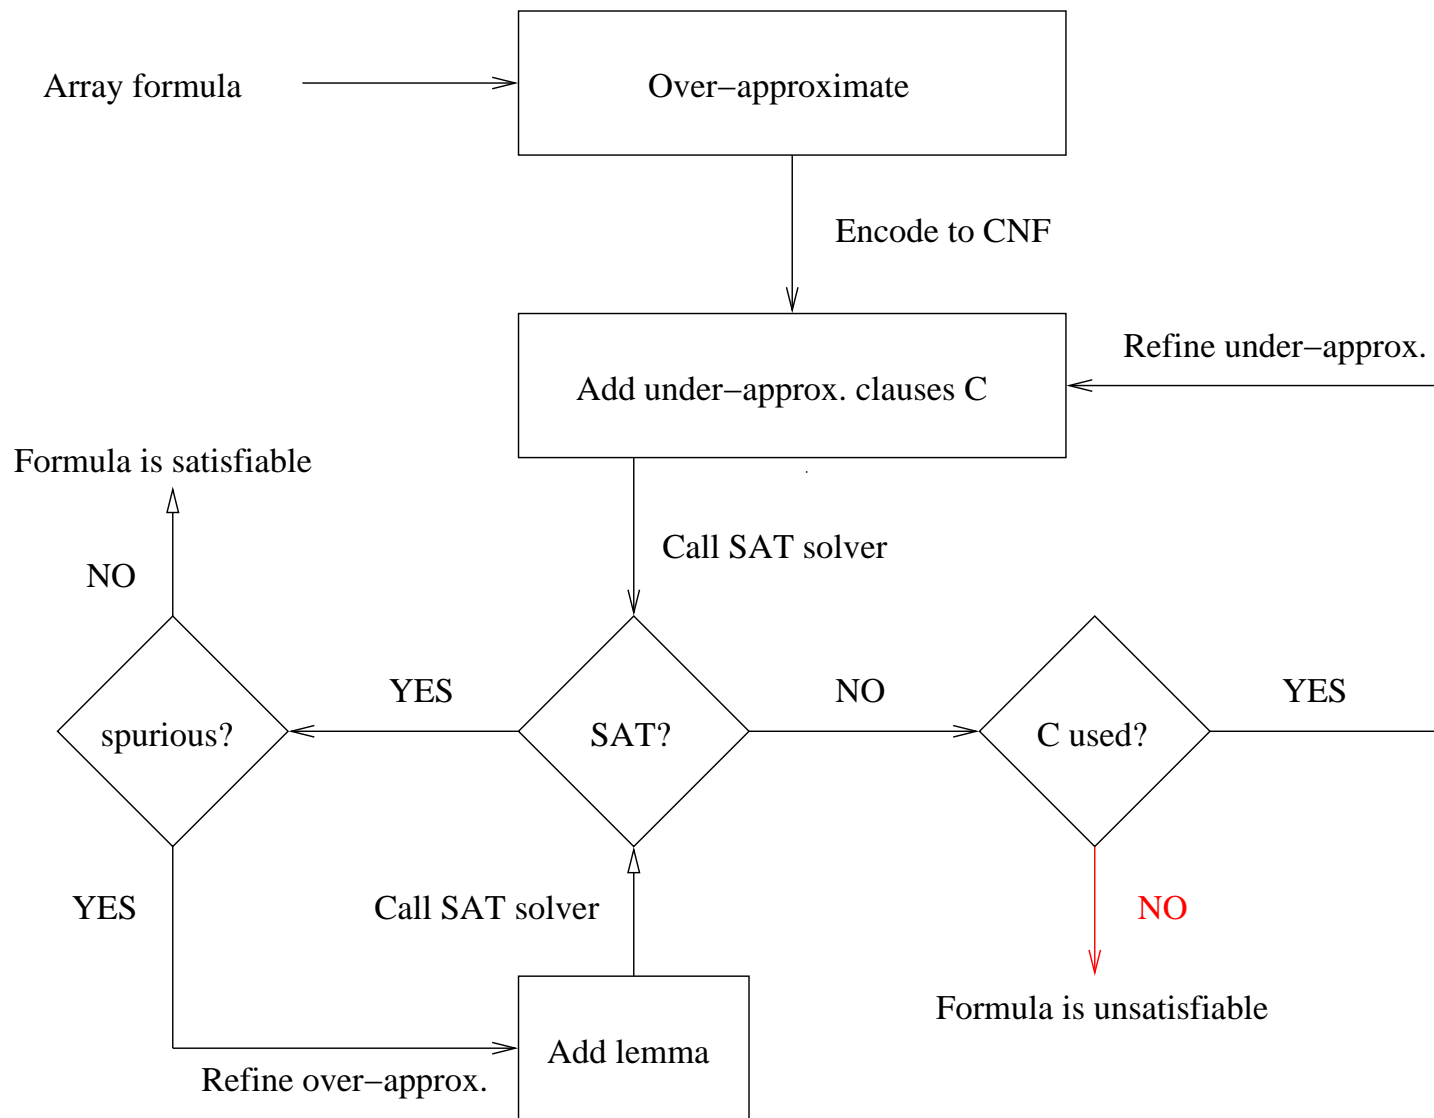 Array formula
Over−approximate
Encode to CNF
Refine under−approx.
Add under−approx. clauses C
Formula is satisfiable
Call SAT solver
NO
YES
NO
YES
spurious?
SAT?
C used?
YES
Call SAT solver
NO
Formula is unsatisfiable
Add lemma
Refine over−approx.